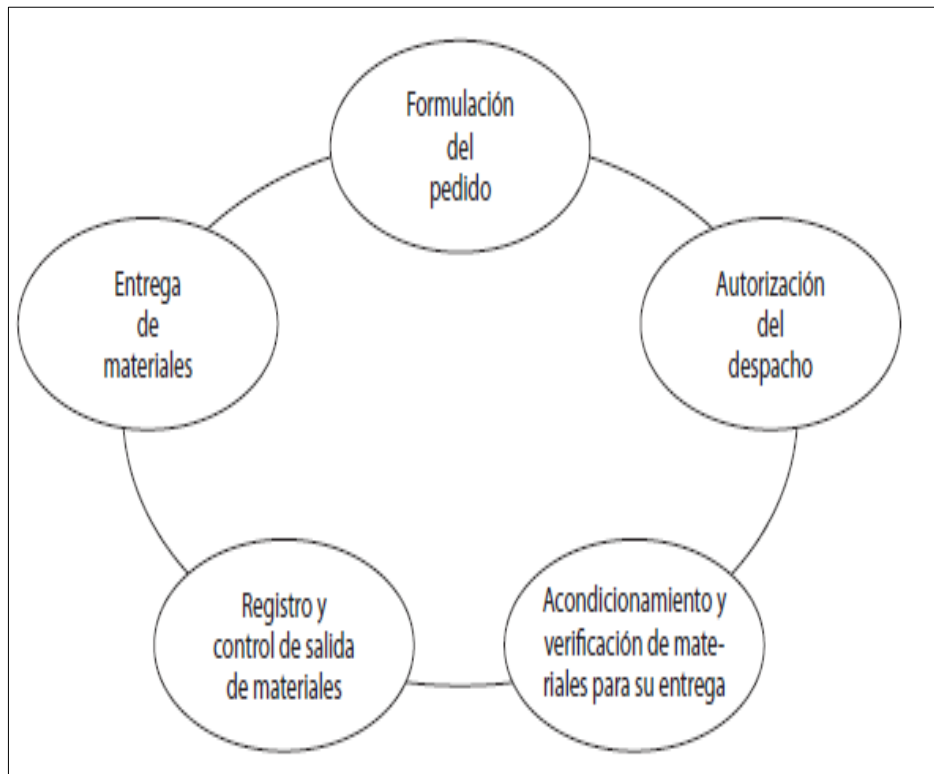 Formulación
del
pedido
Autorización
del
despacho
Acondicionamiento y
verificación de mate-
riales para su entrega
Registro y
control de salida
de materiales
Entrega
de
materiales